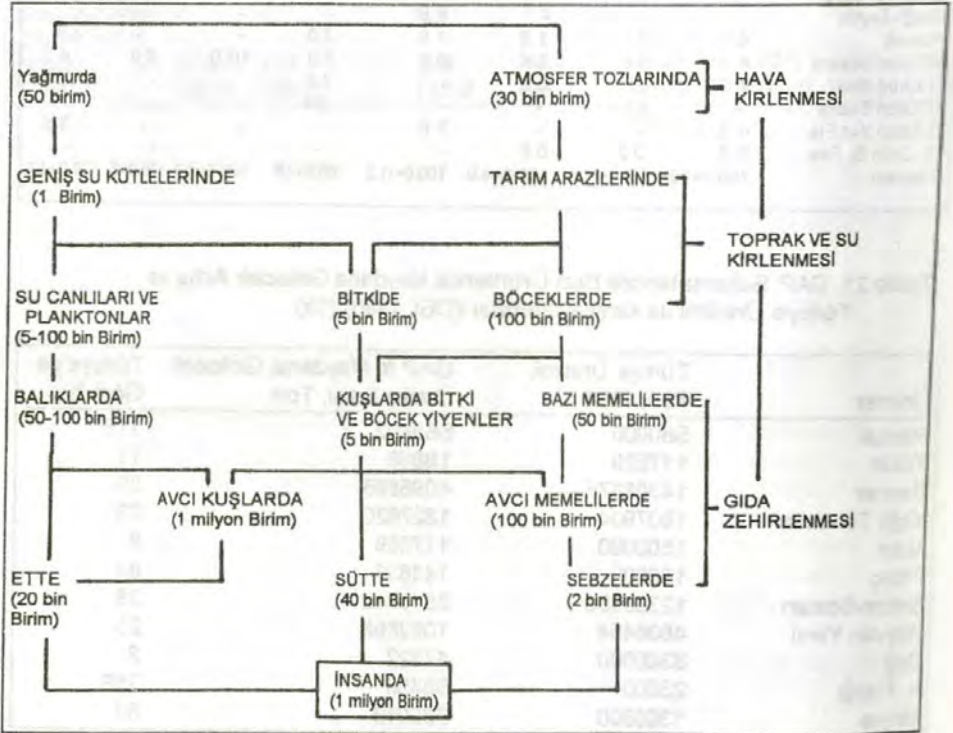 Yağmurda
(50 birim)
ATMOSFER TOZLARINDA
(30 bin birim)
HAVA
KİRLENMESİ
GENİŞ SU KÜTLELERİNDE
(1 Birim)
TARIM ARAZİLERİNDE
TOPRAK VE SU
KİRLENMESİ
SU CANLILARI VE
PLANKTONLAR
(5-100 bin Birim)
BİTKİDE
(5 bin Birim)
BÖCEKLERDE
(100 bin Birim)
BALIKLARDA
(50-100 bin Birim)
KUŞLARDA BİTKİ
VE BÖCEK YİYENLER
(5 bin Birim)
BAZI MEMELİLERDE
(50 bin Birim)
AVCI KUŞLARDA
(1 milyon Birim)
AVCI MEMELİLERDE
(100 bin Birim)
GIDA
ZEHİRLENMESİ
ETTE
(20 bin
Birim)
SÜTTE
(40 bin Birim)
SEBZELERDE
(2 bin Birim)
İNSANDA
(1 milyon Birim)